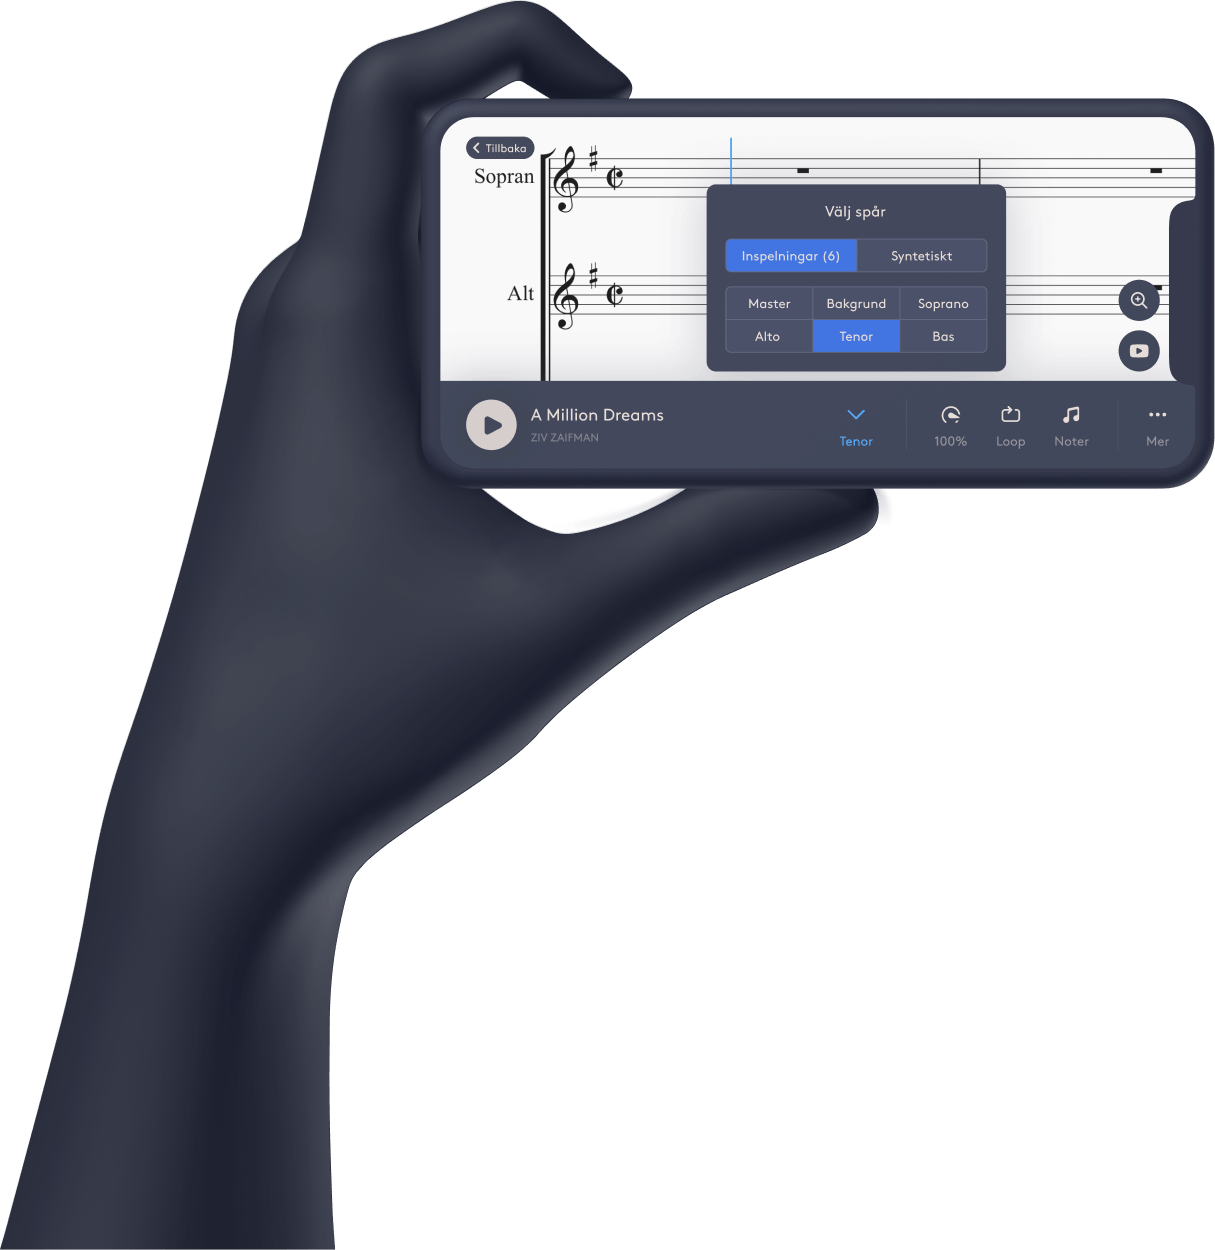 Tillbaka
Sopran
Alt
Välj spår
Inspelningar (6) Syntetiskt
Master Bakgrund Soprano
Alto Tenor Bas
A Million Dreams
ZIV ZAIFMAN
Tenor 100% Loop Noter Mer